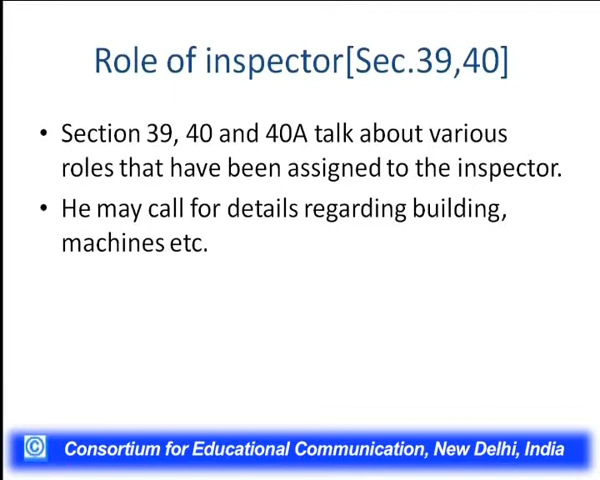 Role of inspector[Sec.39,40]
• Section 39, 40 and 40A talk about various
roles that have been assigned to the inspector.
• He may call for details regarding building,
machines etc.
© Consortium for Educational Communication, New Delhi, India